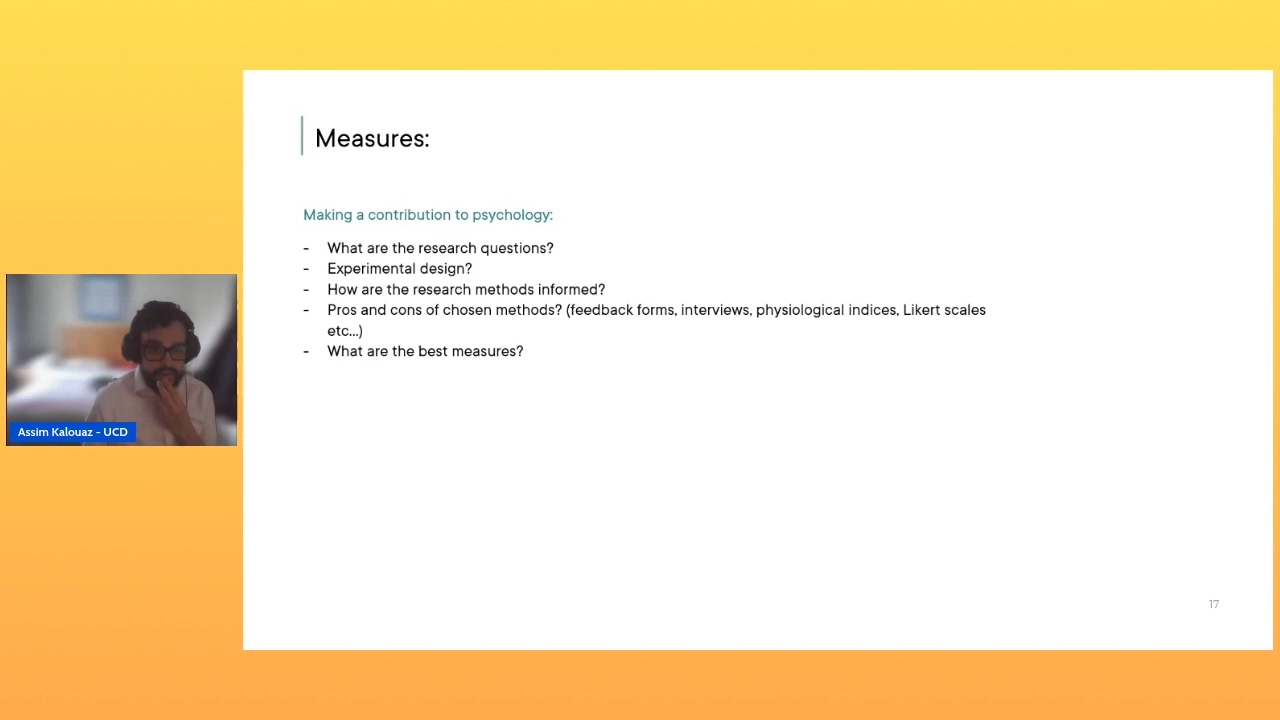 Measures:
Making a contribution to psychology:
- What are the research questions?
- Experimental design?
- How are the research methods informed?
- Pros and cons of chosen methods? (feedback forms, interviews, physiological indices, Likert scales
etc...)
- What are the best measures?
Assim Kalouaz - UCD
17